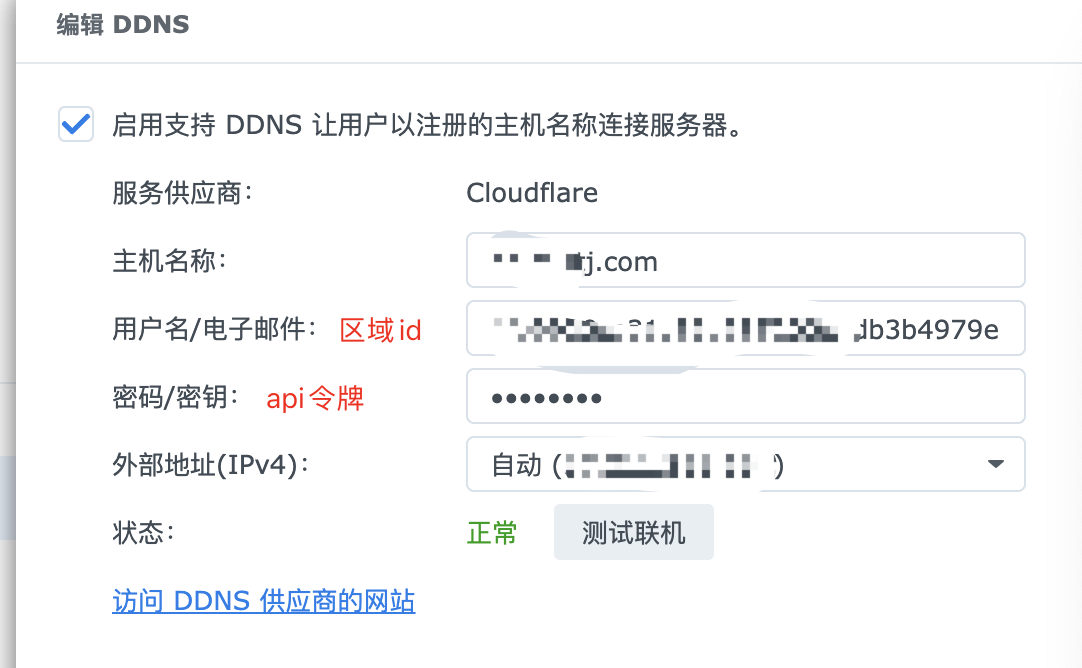 编辑 DDNS
启用支持 DDNS 让用户以注册的主机名称连接服务器。
服务供应商: Cloudflare
主机名称: tj.com
用户名/电子邮件: 区域id db3b4979e
密码/密钥: api令牌 ••••••••
外部地址(IPv4): 自动 ( )
状态: 正常 测试联机
访问 DDNS 供应商的网站